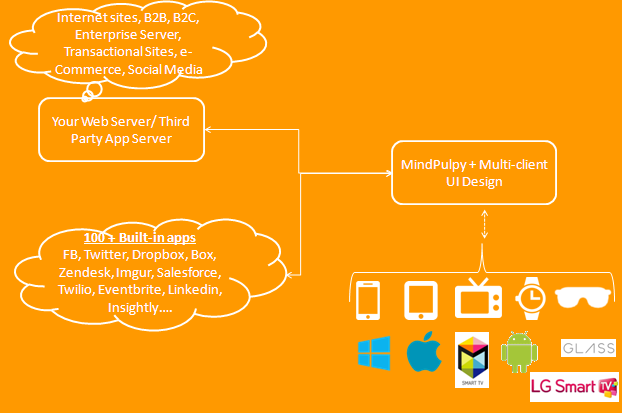 Internet sites, B2B, B2C,
Enterprise Server,
Transactional Sites, e-
Commerce, Social Media
Your Web Server/ Third
Party App Server
MindPulpy + Multi-client
UI Design
100 + Built-in apps
FB, Twitter, Dropbox, Box,
Zendesk, Imgur, Salesforce,
Twilio, Eventbrite, Linkedin,
Insightly....
SMART TV
GLASS
LG Smart TV